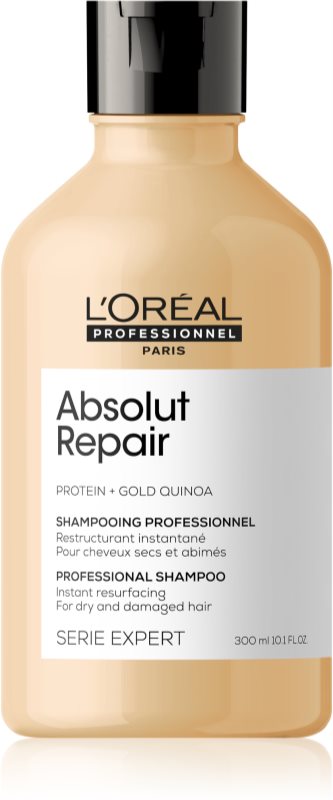 L'ORÉAL
PROFESSIONNEL
PARIS
Absolut
Repair
PROTEIN + GOLD QUINOA
SHAMPOOING PROFESSIONNEL
Restructurant instantané
Pour cheveux secs et abimés
PROFESSIONAL SHAMPOO
Instant resurfacing
For dry and damaged hair
SERIE EXPERT
300 ml 10.1 FL.OZ.